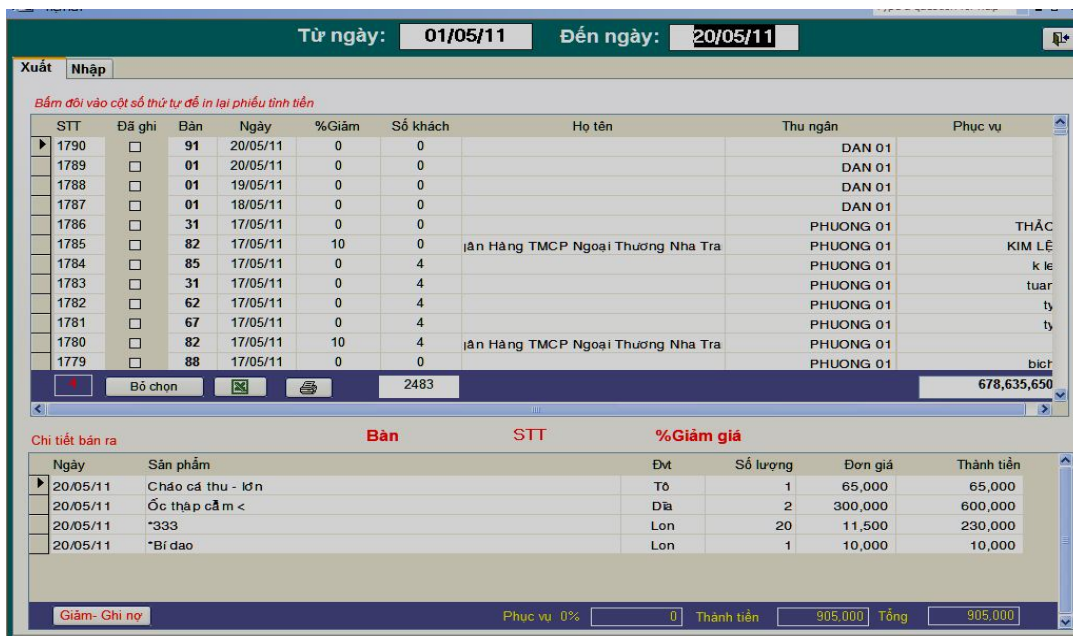 Từ ngày: 01/05/11 Đến ngày: 20/05/11
Xuất Nhập
Bấm đôi vào cột số thứ tự để in lại phiếu tính tiền
STT Đã ghi Bàn Ngày %Giảm Số khách Họ tên Thu ngân Phục vụ
1790 91 20/05/11 0 0 DAN 01
1789 01 20/05/11 0 0 DAN 01
1788 01 19/05/11 0 0 DAN 01
1787 01 18/05/11 0 0 DAN 01
1786 31 17/05/11 0 0 PHUONG 01 THẢO
1785 82 17/05/11 10 0 gân Hàng TMCP Ngoại Thương Nha Tra PHUONG 01 KIM LỆ
1784 85 17/05/11 0 4 PHUONG 01 k le
1783 31 17/05/11 0 4 PHUONG 01 tuan
1782 62 17/05/11 0 4 PHUONG 01 ty
1781 67 17/05/11 0 4 PHUONG 01 ty
1780 82 17/05/11 10 4 gân Hàng TMCP Ngoại Thương Nha Tra PHUONG 01
1779 88 17/05/11 0 0 PHUONG 01 bich
Bỏ chọn 2483 678,635,650
Chi tiết bán ra Bàn STT %Giảm giá
Ngày Sản phẩm Đvt Số lượng Đơn giá Thành tiền
20/05/11 Cháo cá thu - lớn Tô 1 65,000 65,000
20/05/11 Ốc thập cẩm < Dĩa 2 300,000 600,000
20/05/11 *333 Lon 20 11,500 230,000
20/05/11 *Bí dao Lon 1 10,000 10,000
Giảm- Ghi nợ Phục vụ 0% 0 Thành tiền 905,000 Tổng 905,000